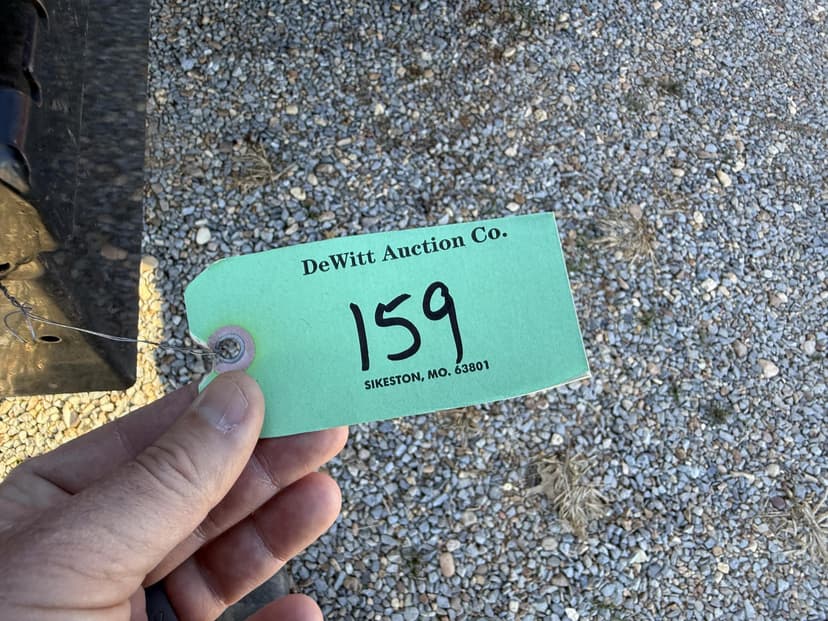 DeWitt Auction Co.
159
SIKESTON, MO. 63801